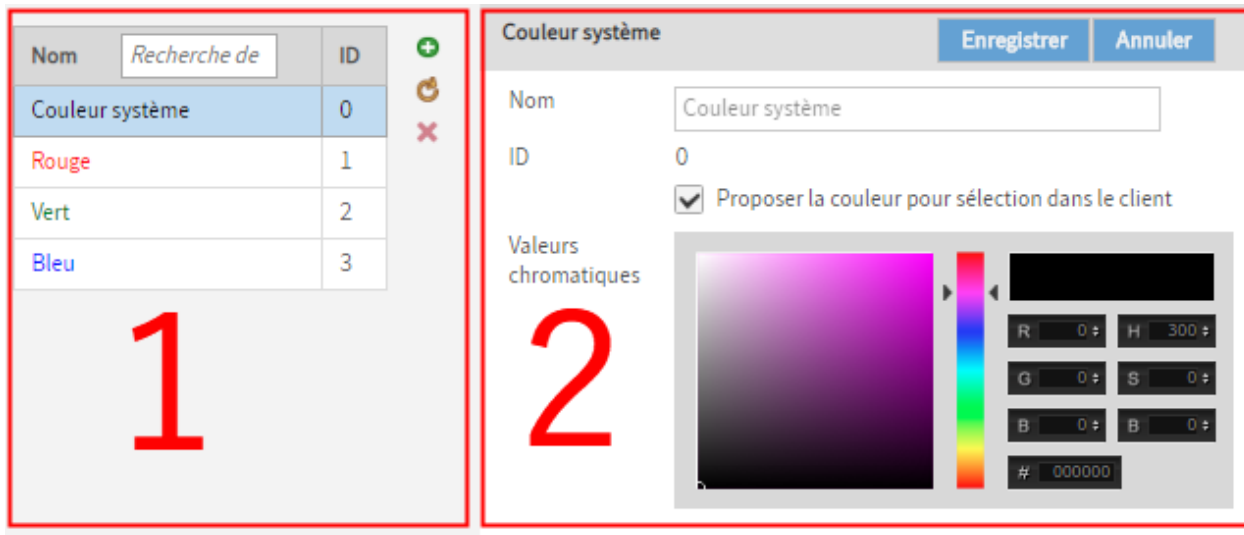 Nom Recherche de ID
Couleur système 0
Rouge 1
Vert 2
Bleu 3
1
Couleur système Enregistrer Annuler
Nom Couleur système
ID 0
Proposer la couleur pour sélection dans le client
Valeurs
chromatiques
2
R 0 H 300
G 0 S 0
B 0 B 0
# 000000